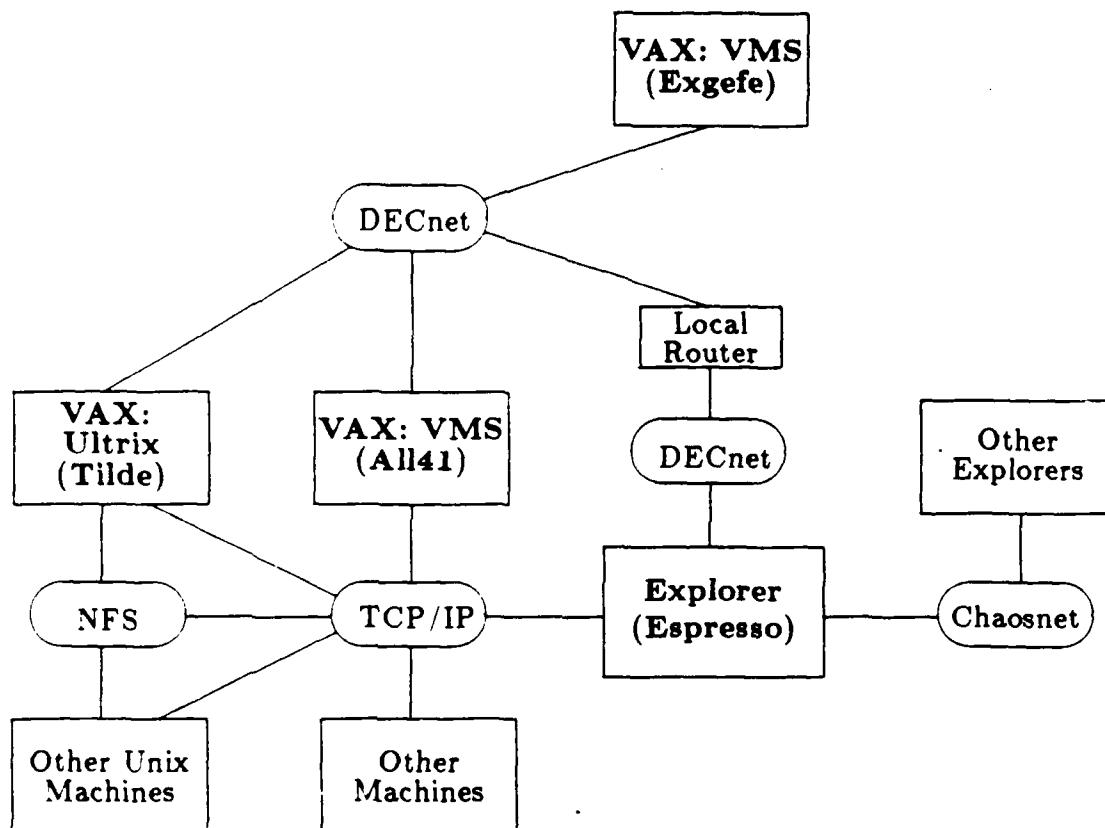 VAX: VMS
(Exgefe)
DECnet
Local
Router
VAX:
Ultrix
(Tilde)
VAX: VMS
(All41)
DECnet
Other
Explorers
NFS
TCP/IP
Explorer
(Espresso)
Chaosnet
Other Unix
Machines
Other
Machines